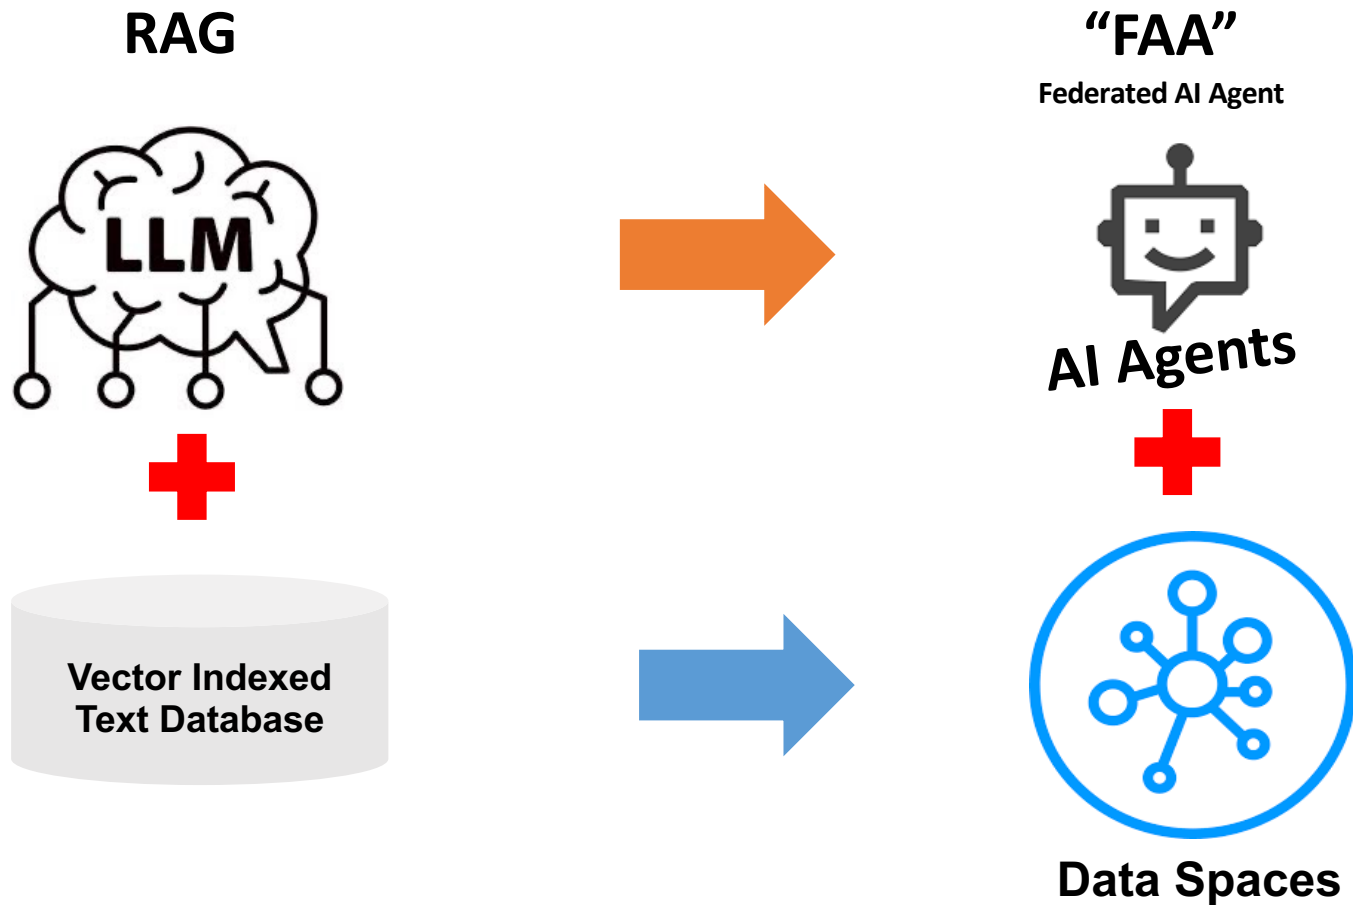 RAG
“FAA”
Federated AI Agent
LLM
AI Agents
Vector Indexed
Text Database
Data Spaces